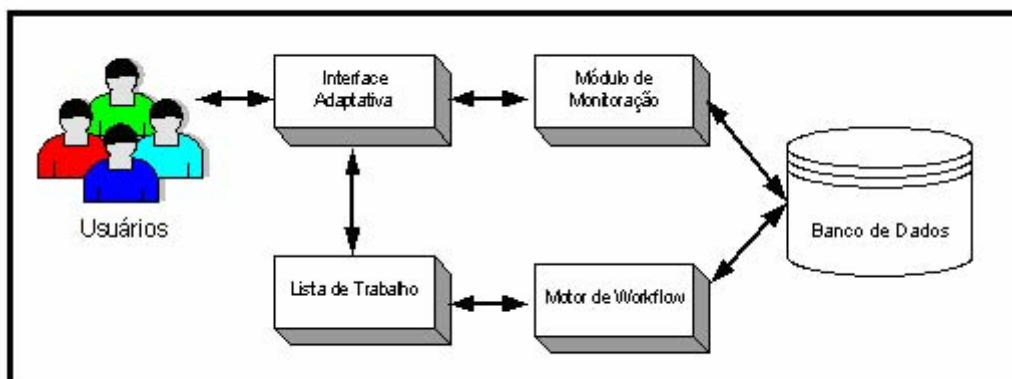 Interface
Adaptativa
Módulo de
Monitoração
Usuários
Banco de Dados
Lista de Trabalho
Motor de Workflow